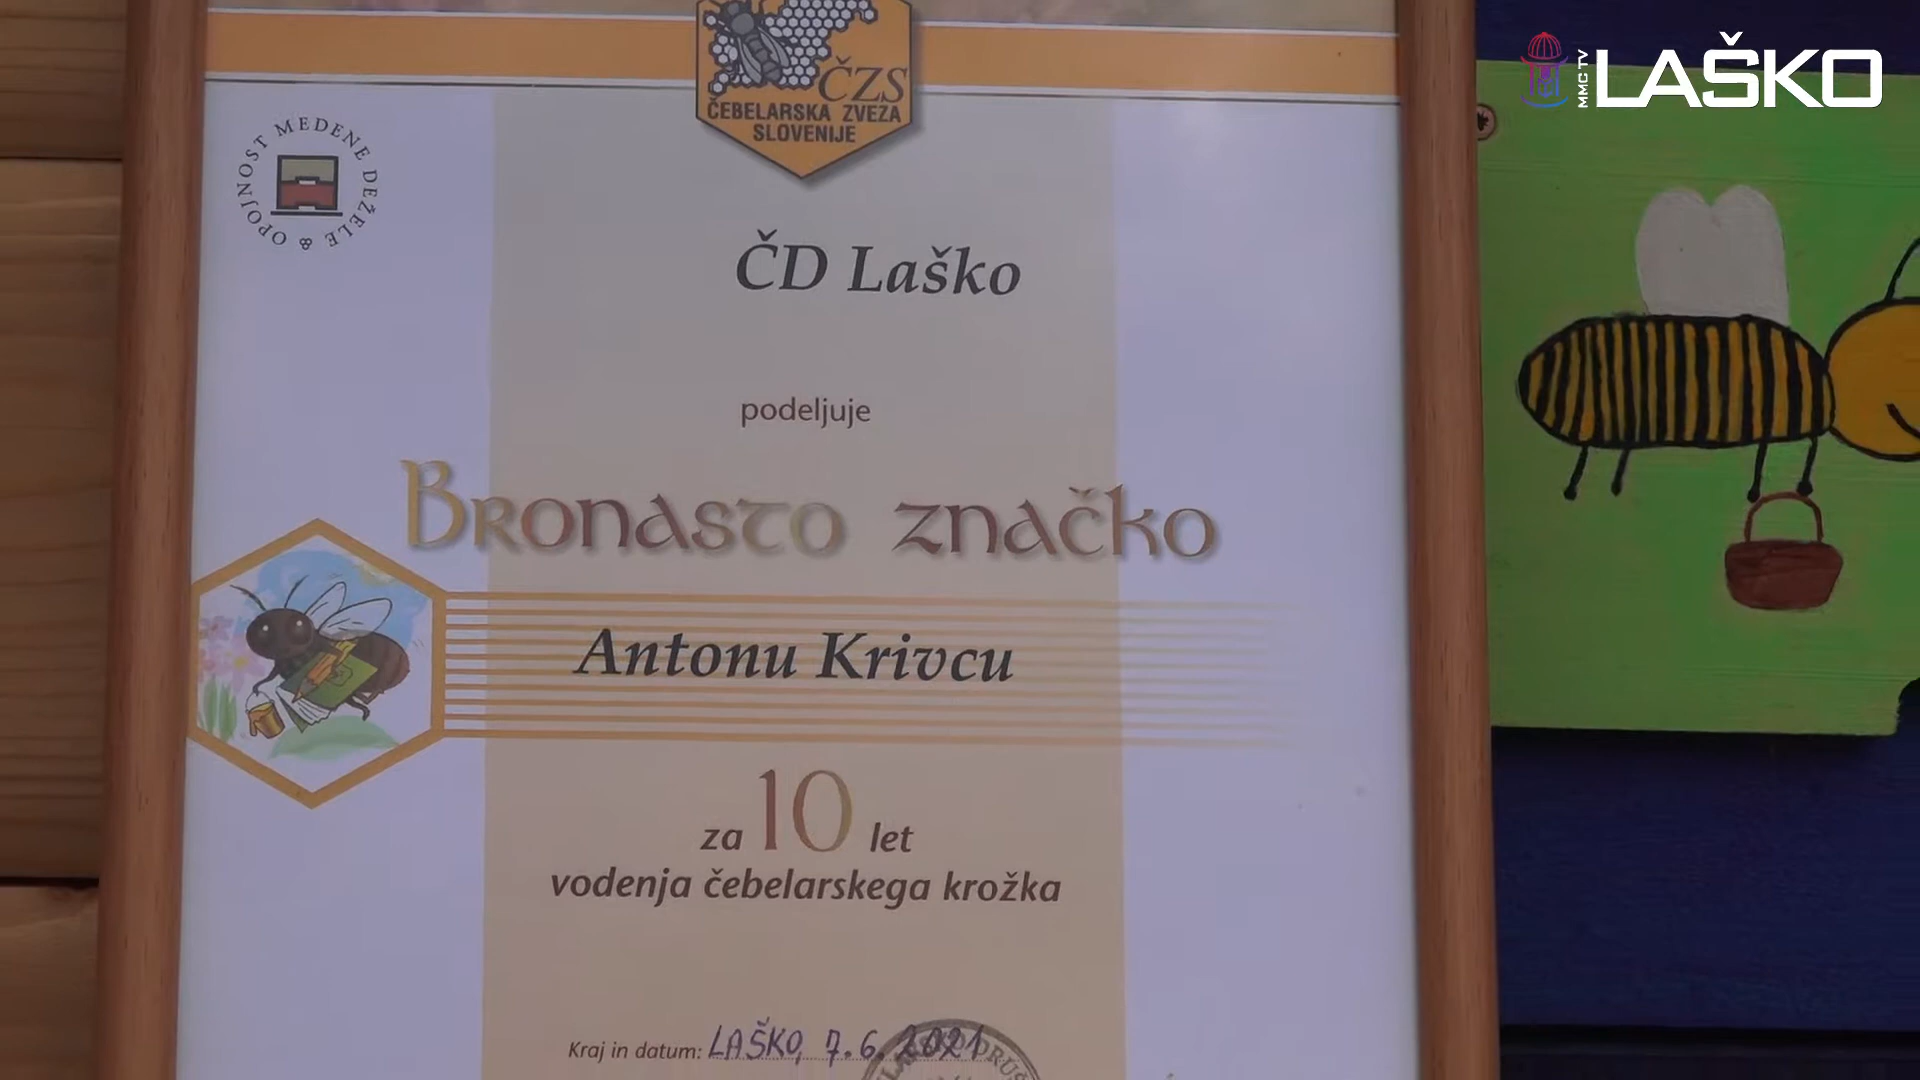 MMC TV LAŠKO
ČZS
ČEBELARSKA ZVEZA
SLOVENIJE
OPOJNOST MEDENE DEŽELE
ČD Laško
podeljuje
Bronasto značko
Antonu Krivcu
za 10 let
vodenja čebelarskega krožka
Kraj in datum: LAŠKO, 7.6.2021